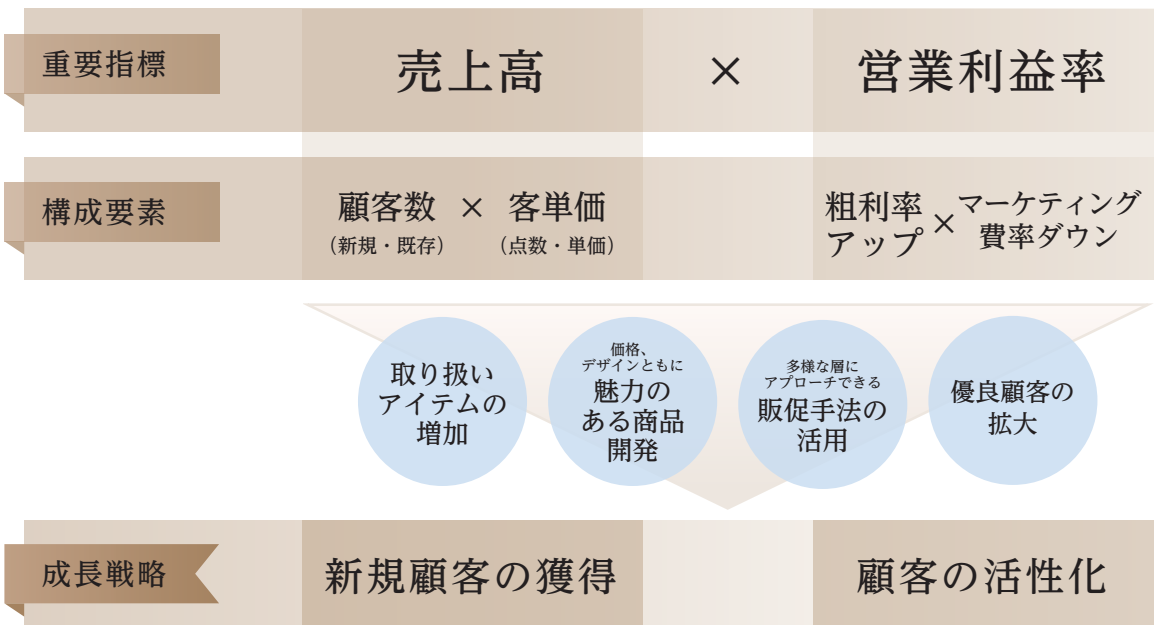 重要指標
売上高 × 営業利益率
構成要素
顧客数 × 客単価
(新規・既存) (点数・単価)
粗利率
アップ
×
マーケティング
費率ダウン
取り扱い
アイテムの
増加
価格、
デザインともに
魅力の
ある商品
開発
多様な層に
アプローチできる
販促手法の
活用
優良顧客の
拡大
成長戦略
新規顧客の獲得
顧客の活性化